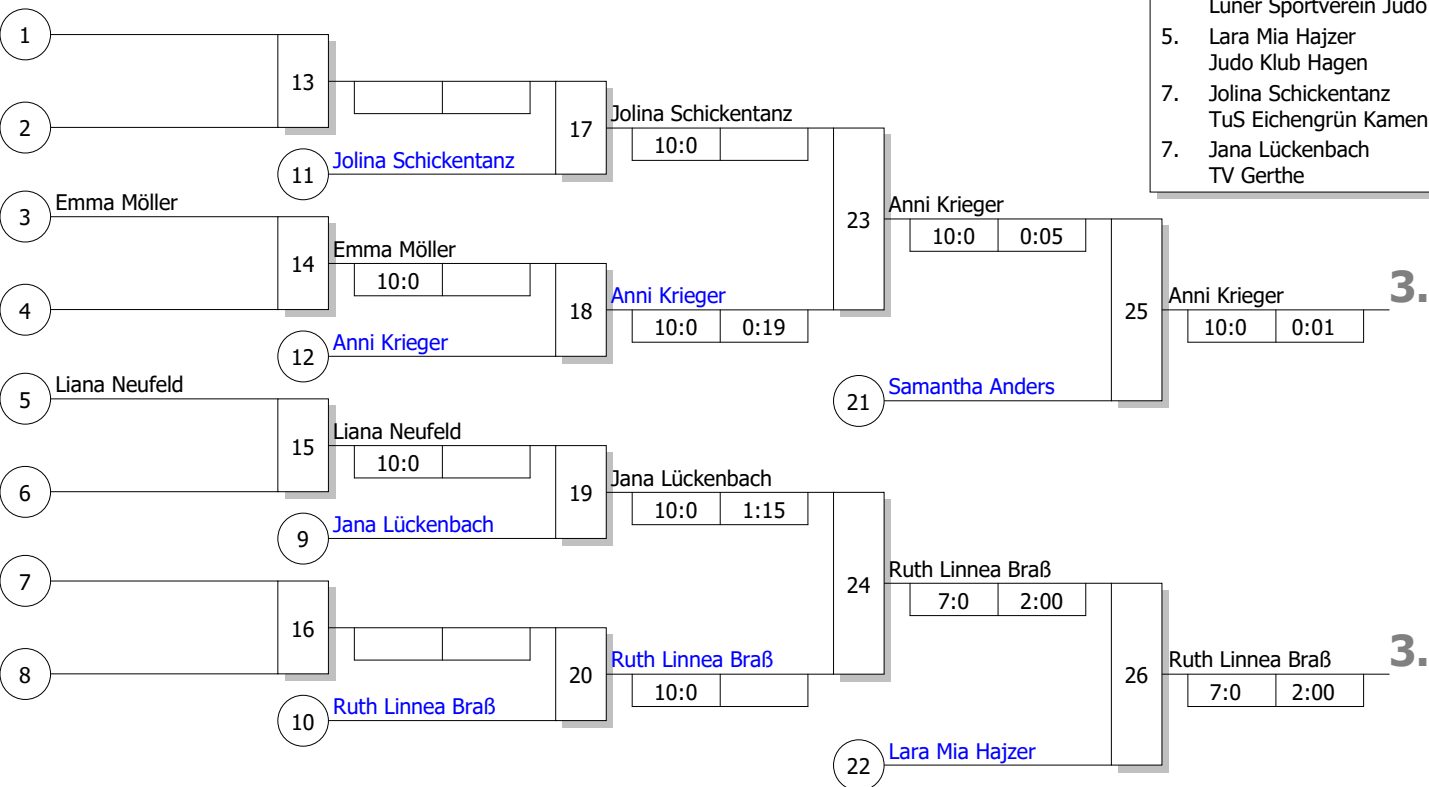 Lüner Sportverein Judo
5. Lara Mia Hajzer
Judo Klub Hagen
7. Jolina Schickentanz
TuS Eichengrün Kamen
7. Jana Lückenbach
TV Gerthe
1
13
2
17
Jolina Schickentanz
10:0
11
Jolina Schickentanz
3
Emma Möller
23
Anni Krieger
10:0 0:05
14
Emma Möller
10:0
4
18
Anni Krieger
10:0 0:19
12
Anni Krieger
25
Anni Krieger
10:0 0:01
3.
5
Liana Neufeld
21
Samantha Anders
15
Liana Neufeld
10:0
6
19
Jana Lückenbach
10:0 1:15
9
Jana Lückenbach
7
24
Ruth Linnea Braß
7:0 2:00
16
8
20
Ruth Linnea Braß
10:0
10
Ruth Linnea Braß
26
Ruth Linnea Braß
7:0 2:00
3.
22
Lara Mia Hajzer